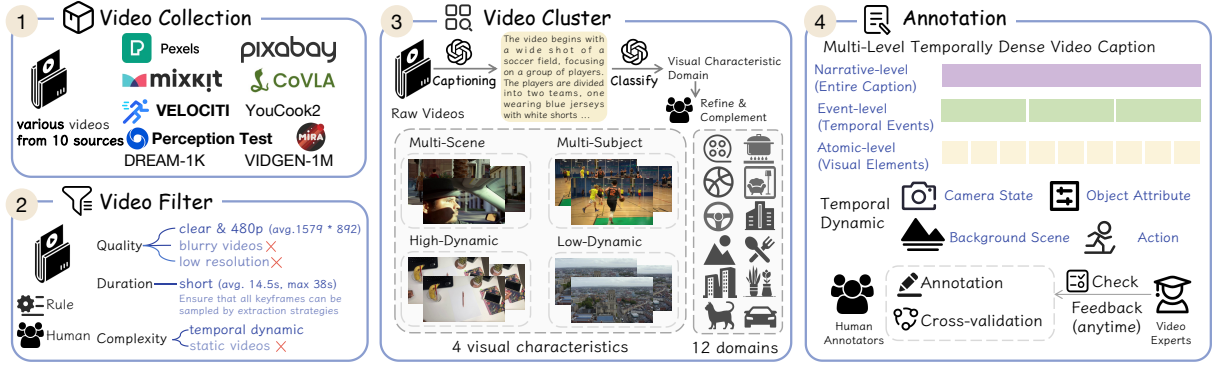 1
Video Collection
Pexels
pixabay
mixkit
CoVLA
VELOCITI
YouCook2
various videos
from 10 sources
Perception Test
MIRA
DREAM-1K
VIDGEN-1M
2
Video Filter
Quality
clear & 480p (avg.1579 * 892)
blurry videos
low resolution
Duration
short (avg. 14.5s, max 38s)
Ensure that all keyframes can be
sampled by extraction strategies
Rule
Human
Complexity
temporal dynamic
static videos
3
Video Cluster
Raw Videos
Captioning
The video begins with
a wide shot of a
soccer field, focusing
on a group of players.
The players are divided
into two teams, one
wearing blue jerseys
with white shorts ...
Classify
Visual Characteristic
Domain
Refine &
Complement
Multi-Scene
Multi-Subject
High-Dynamic
Low-Dynamic
4 visual characteristics
12 domains
4
Annotation
Multi-Level Temporally Dense Video Caption
Narrative-level
(Entire Caption)
Event-level
(Temporal Events)
Atomic-level
(Visual Elements)
Temporal
Dynamic
Camera State
Object Attribute
Background Scene
Action
Human
Annotators
Annotation
Cross-validation
Check
Feedback
(anytime)
Video
Experts